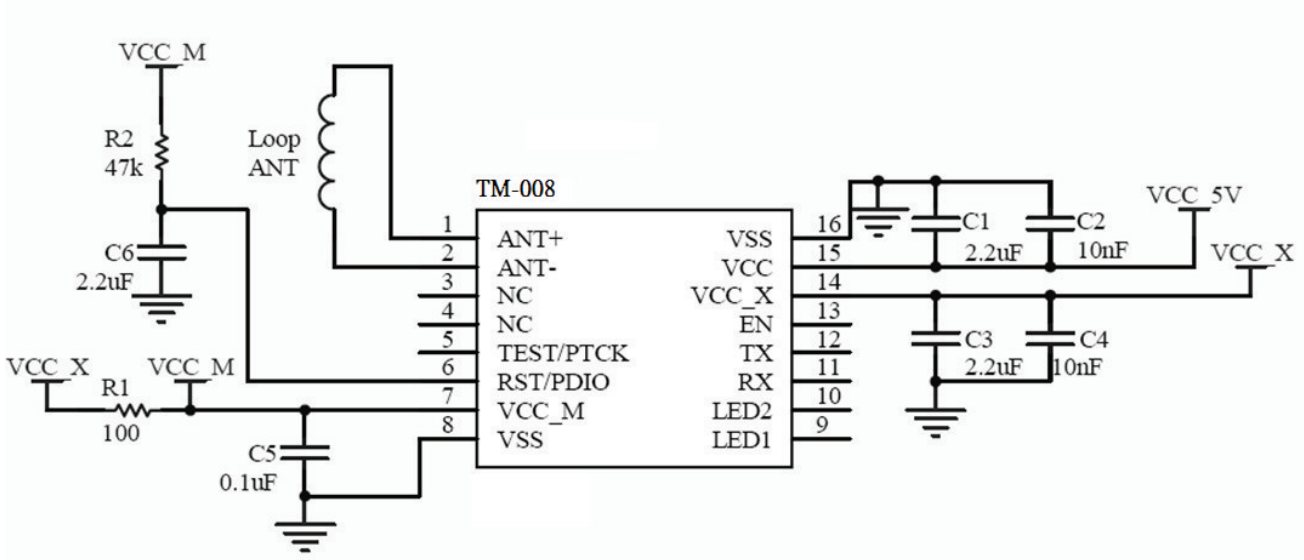 VCC_M
R2
47k
C6
2.2uF
Loop
ANT
TM-008
1
2
3
4
5
6
7
8
ANT+
ANT-
NC
NC
TEST/PTCK
RST/PDIO
VCC_M
VSS
VSS
VCC
VCC_X
EN
TX
RX
LED2
LED1
16
15
14
13
12
11
10
9
C1
2.2uF
C2
10nF
VCC_5V
VCC_X
C3
2.2uF
C4
10nF
VCC_X
R1
100
VCC_M
C5
0.1uF